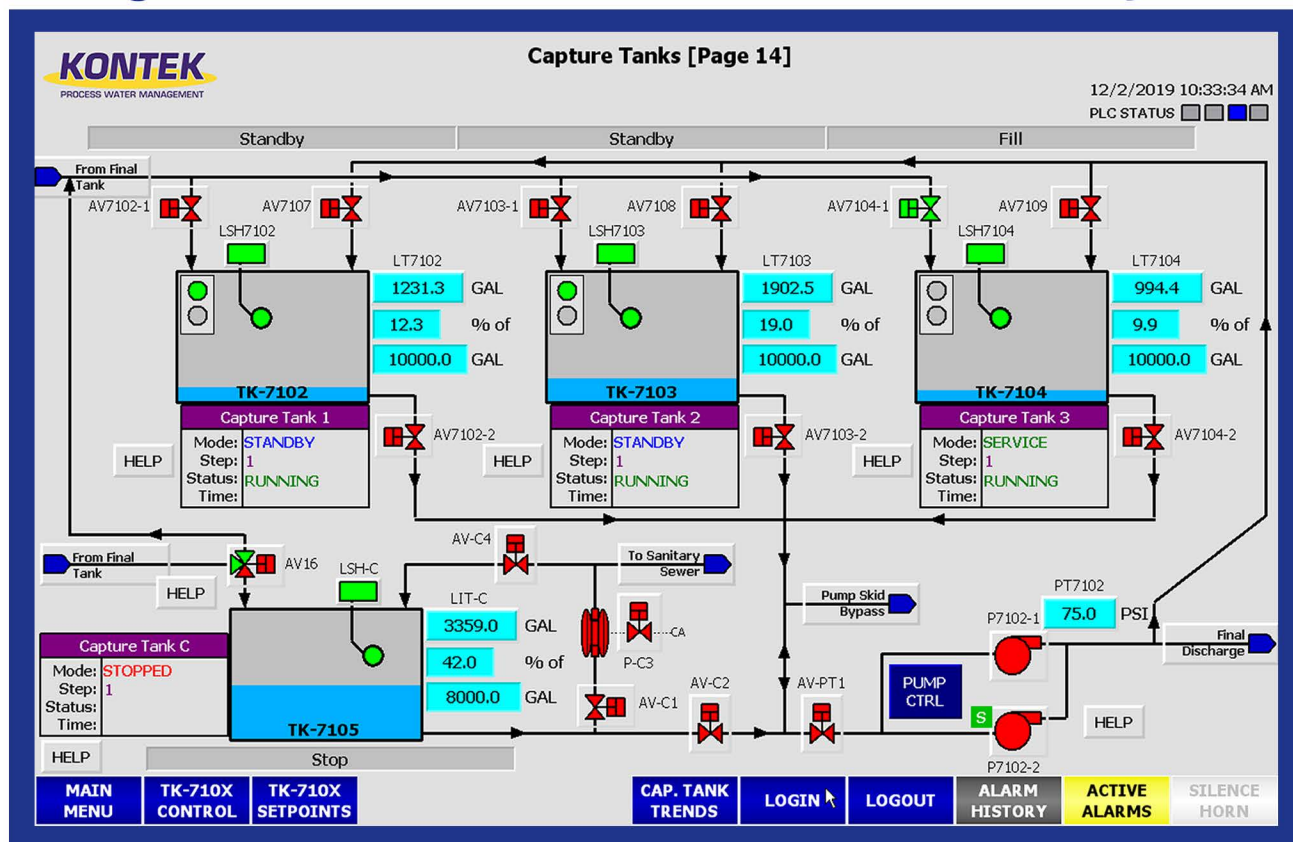 KONTEK
PROCESS WATER MANAGEMENT
Capture Tanks [Page 14]
12/2/2019 10:33:34 AM
PLC STATUS
Standby
Standby
Fill
From Final
Tank
AV7102-1
AV7107
AV7103-1
AV7108
AV7104-1
AV7109
LSH7102
LSH7103
LSH7104
LT7102
1231.3 GAL
12.3 % of
10000.0 GAL
TK-7102
LT7103
1902.5 GAL
19.0 % of
10000.0 GAL
TK-7103
LT7104
994.4 GAL
9.9 % of
10000.0 GAL
TK-7104
HELP
Capture Tank 1
Mode: STANDBY
Step: 1
Status: RUNNING
Time:
AV7102-2
HELP
Capture Tank 2
Mode: STANDBY
Step: 1
Status: RUNNING
Time:
AV7103-2
HELP
Capture Tank 3
Mode: SERVICE
Step: 1
Status: RUNNING
Time:
AV7104-2
From Final
Tank
HELP
AV16
LSH-C
AV-C4
To Sanitary
Sewer
LIT-C
3359.0 GAL
42.0 % of
8000.0 GAL
TK-7105
CA
P-C3
AV-C1
AV-C2
AV-PT1
Pump Skid
Bypass
PT7102
75.0 PSI
P7102-1
Final
Discharge
PUMP
CTRL
S
HELP
P7102-2
Capture Tank C
Mode: STOPPED
Step: 1
Status:
Time:
HELP
Stop
MAIN
MENU
TK-710X
CONTROL
TK-710X
SETPOINTS
CAP. TANK
TRENDS
LOGIN
LOGOUT
ALARM
HISTORY
ACTIVE
ALARMS
SILENCE
HORN